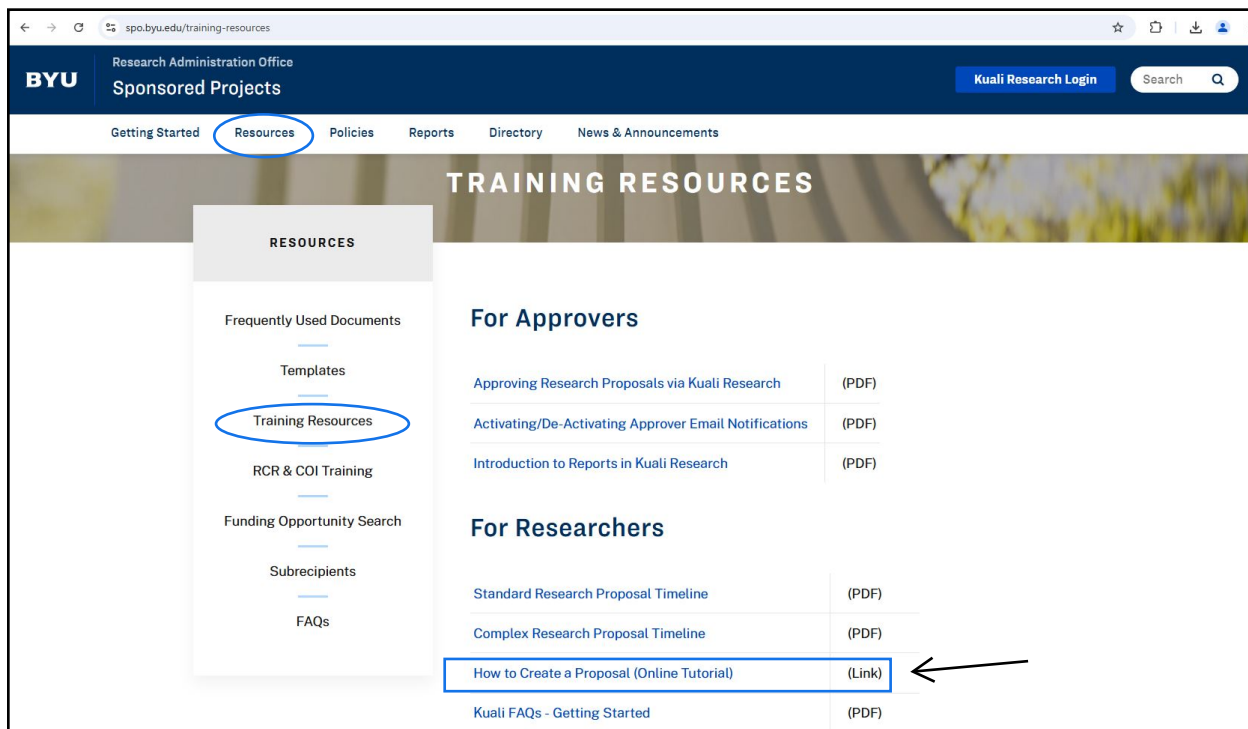 spo.byu.edu/training-resources
BYU
Research Administration Office
Sponsored Projects
Kuali Research Login
Search
Getting Started Resources Policies Reports Directory News & Announcements
TRAINING RESOURCES
RESOURCES
Frequently Used Documents
Templates
Training Resources
RCR & COI Training
Funding Opportunity Search
Subrecipients
FAQs
For Approvers
Approving Research Proposals via Kuali Research (PDF)
Activating/De-Activating Approver Email Notifications (PDF)
Introduction to Reports in Kuali Research (PDF)
For Researchers
Standard Research Proposal Timeline (PDF)
Complex Research Proposal Timeline (PDF)
How to Create a Proposal (Online Tutorial) (Link)
Kuali FAQs - Getting Started (PDF)